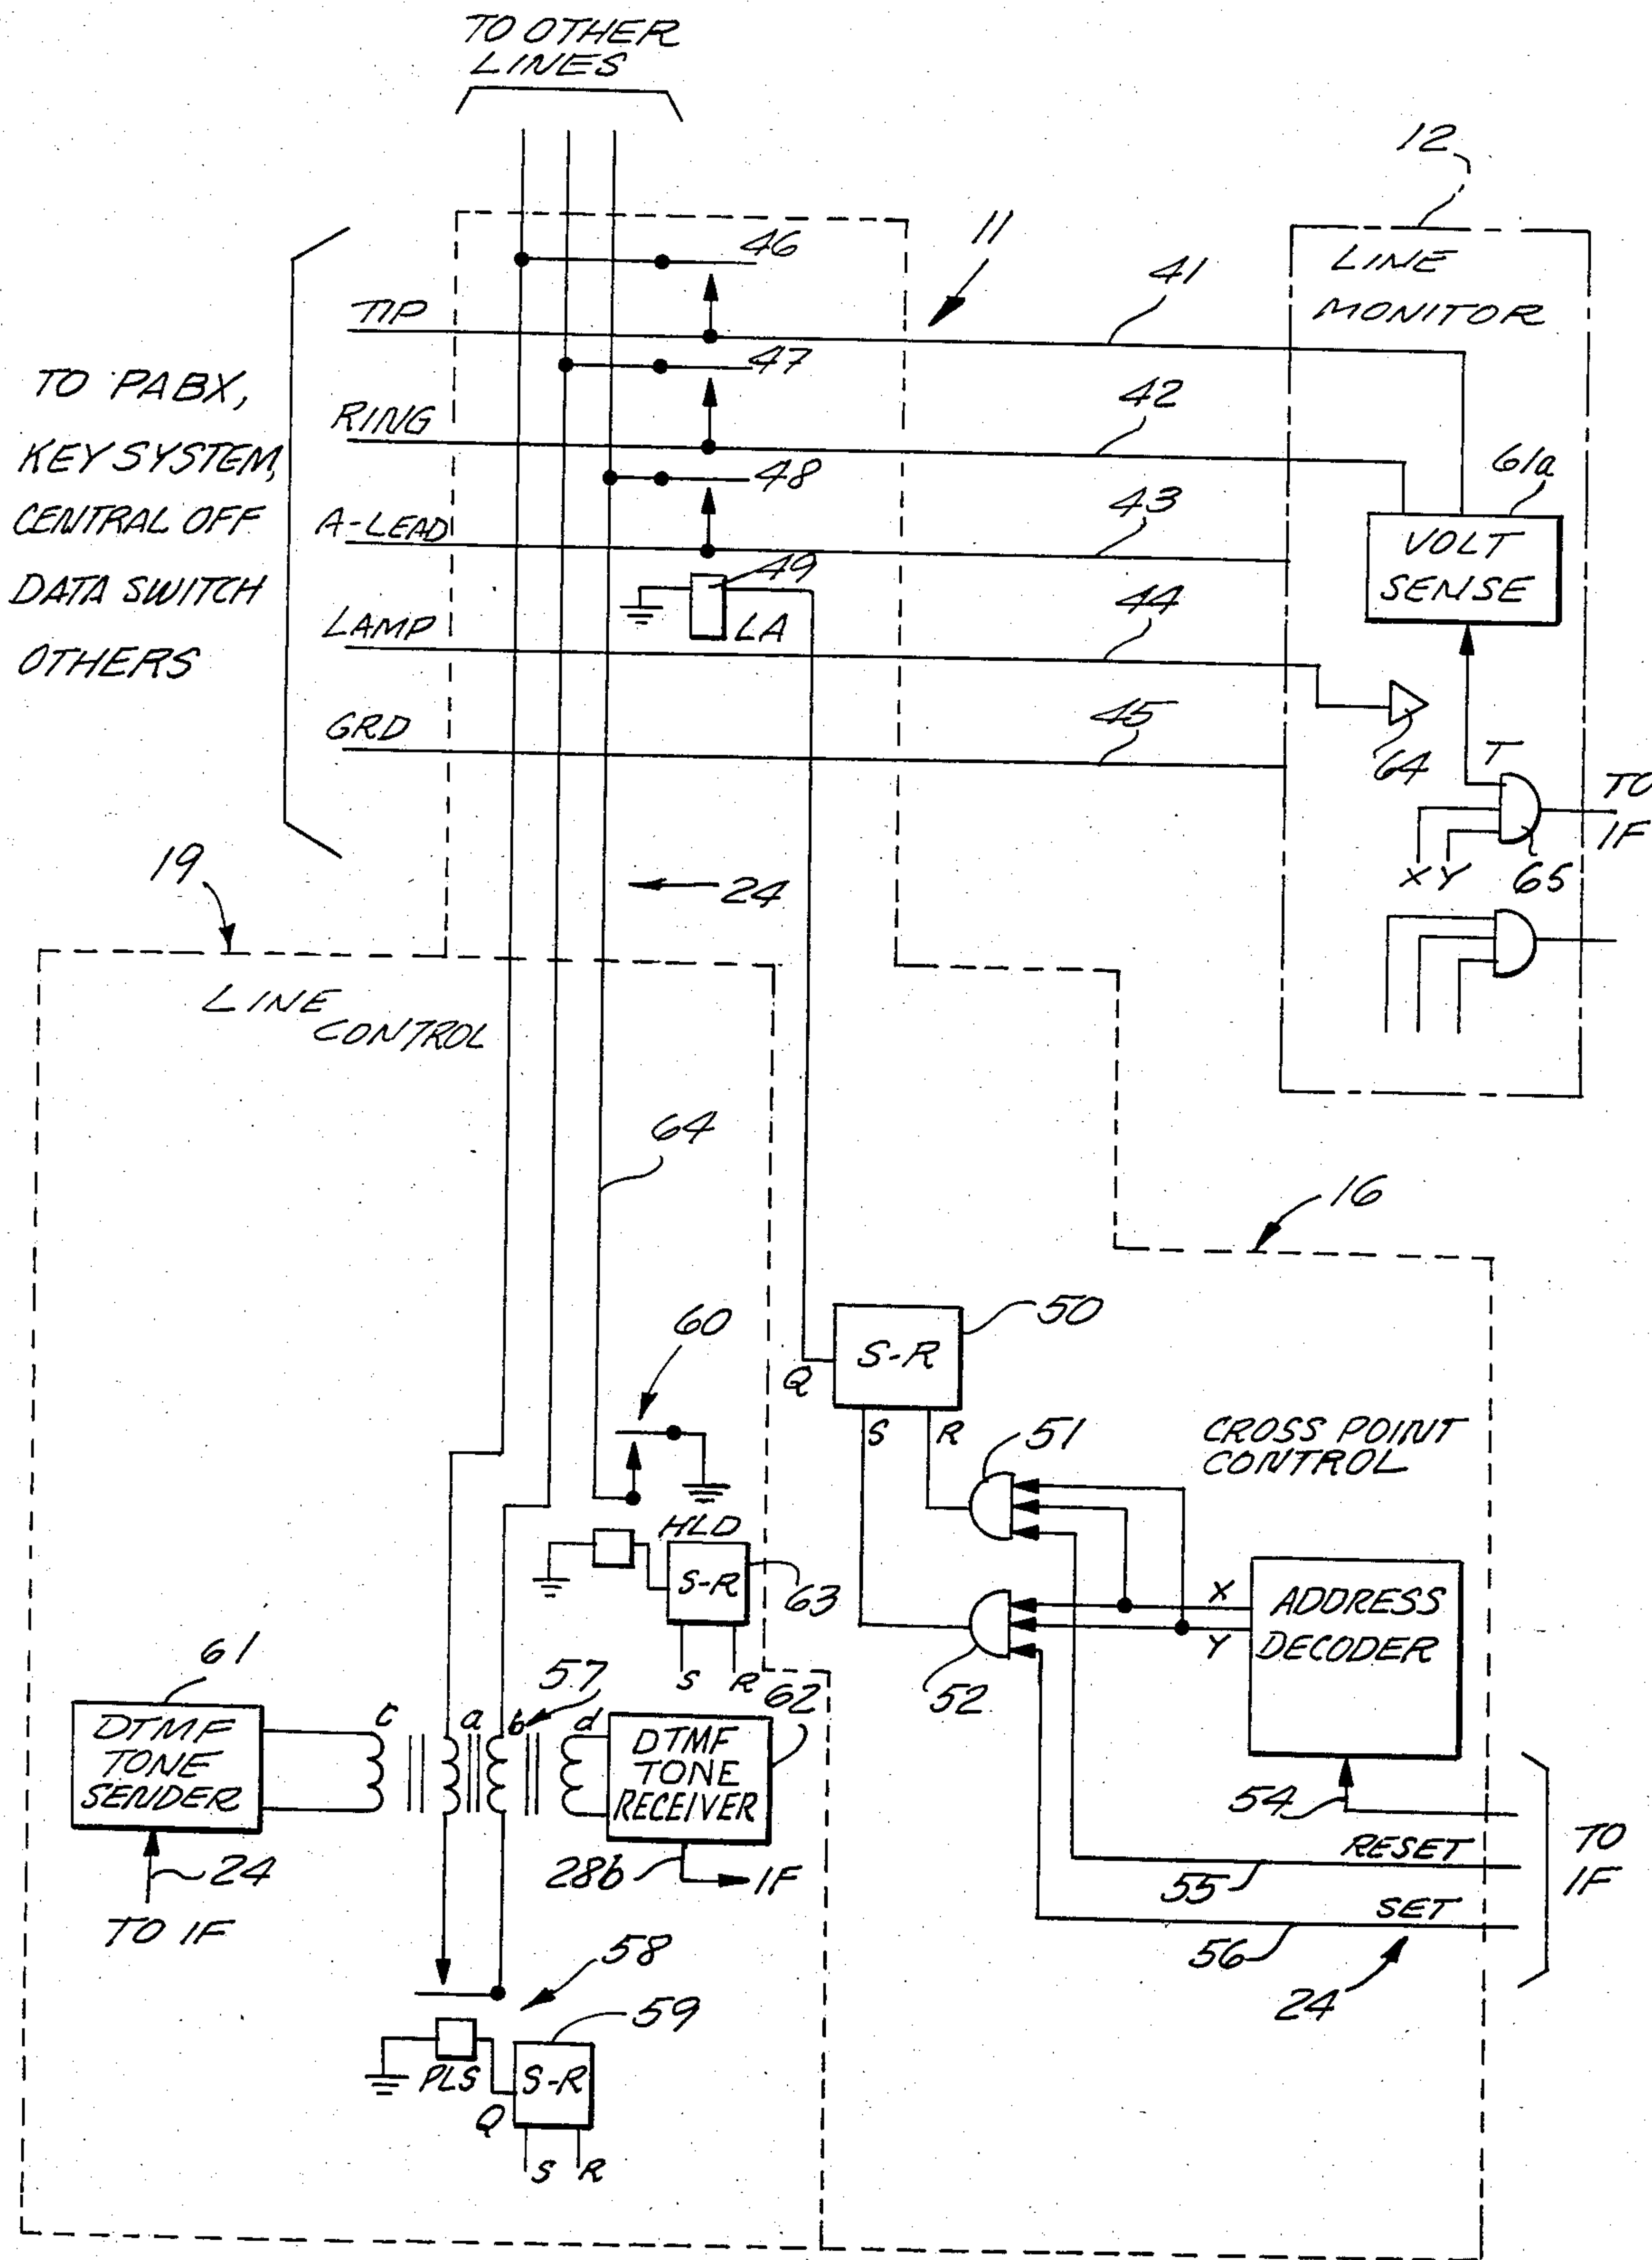 TO OTHER
LINES
12
11
46
41
LINE
MONITOR
TIP
47
42
TO PABX,
KEY SYSTEM,
CENTRAL OFF
DATA SWITCH
OTHERS
RING
48
43
61a
A-LEAD
VOLT
SENSE
49
LA
44
LAMP
64
GRD
45
T
TO
IF
X Y
65
19
24
LINE
CONTROL
64
16
60
50
S-R
Q
S
R
51
CROSS POINT
CONTROL
HLD
S-R
63
S
R
X
Y
ADDRESS
DECODER
52
61
57
62
c
a
b
d
DTMF
TONE
SENDER
DTMF
TONE
RECEIVER
54
24
TO IF
28b
IF
RESET
55
SET
56
TO
IF
24
58
59
PLS
S-R
Q
S
R